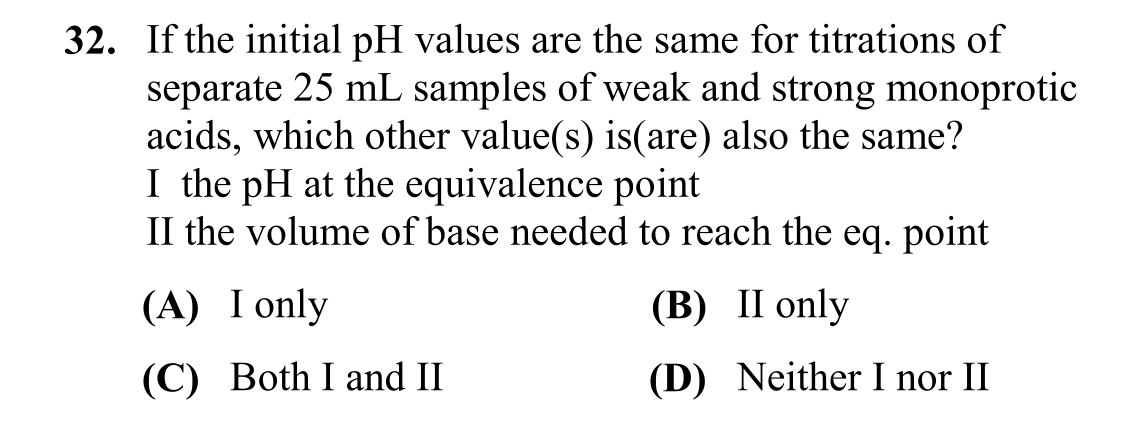 32. If the initial pH values are the same for titrations of
separate 25 mL samples of weak and strong monoprotic
acids, which other value(s) is(are) also the same?
I the pH at the equivalence point
II the volume of base needed to reach the eq. point
(A) I only (B) II only
(C) Both I and II (D) Neither I nor II